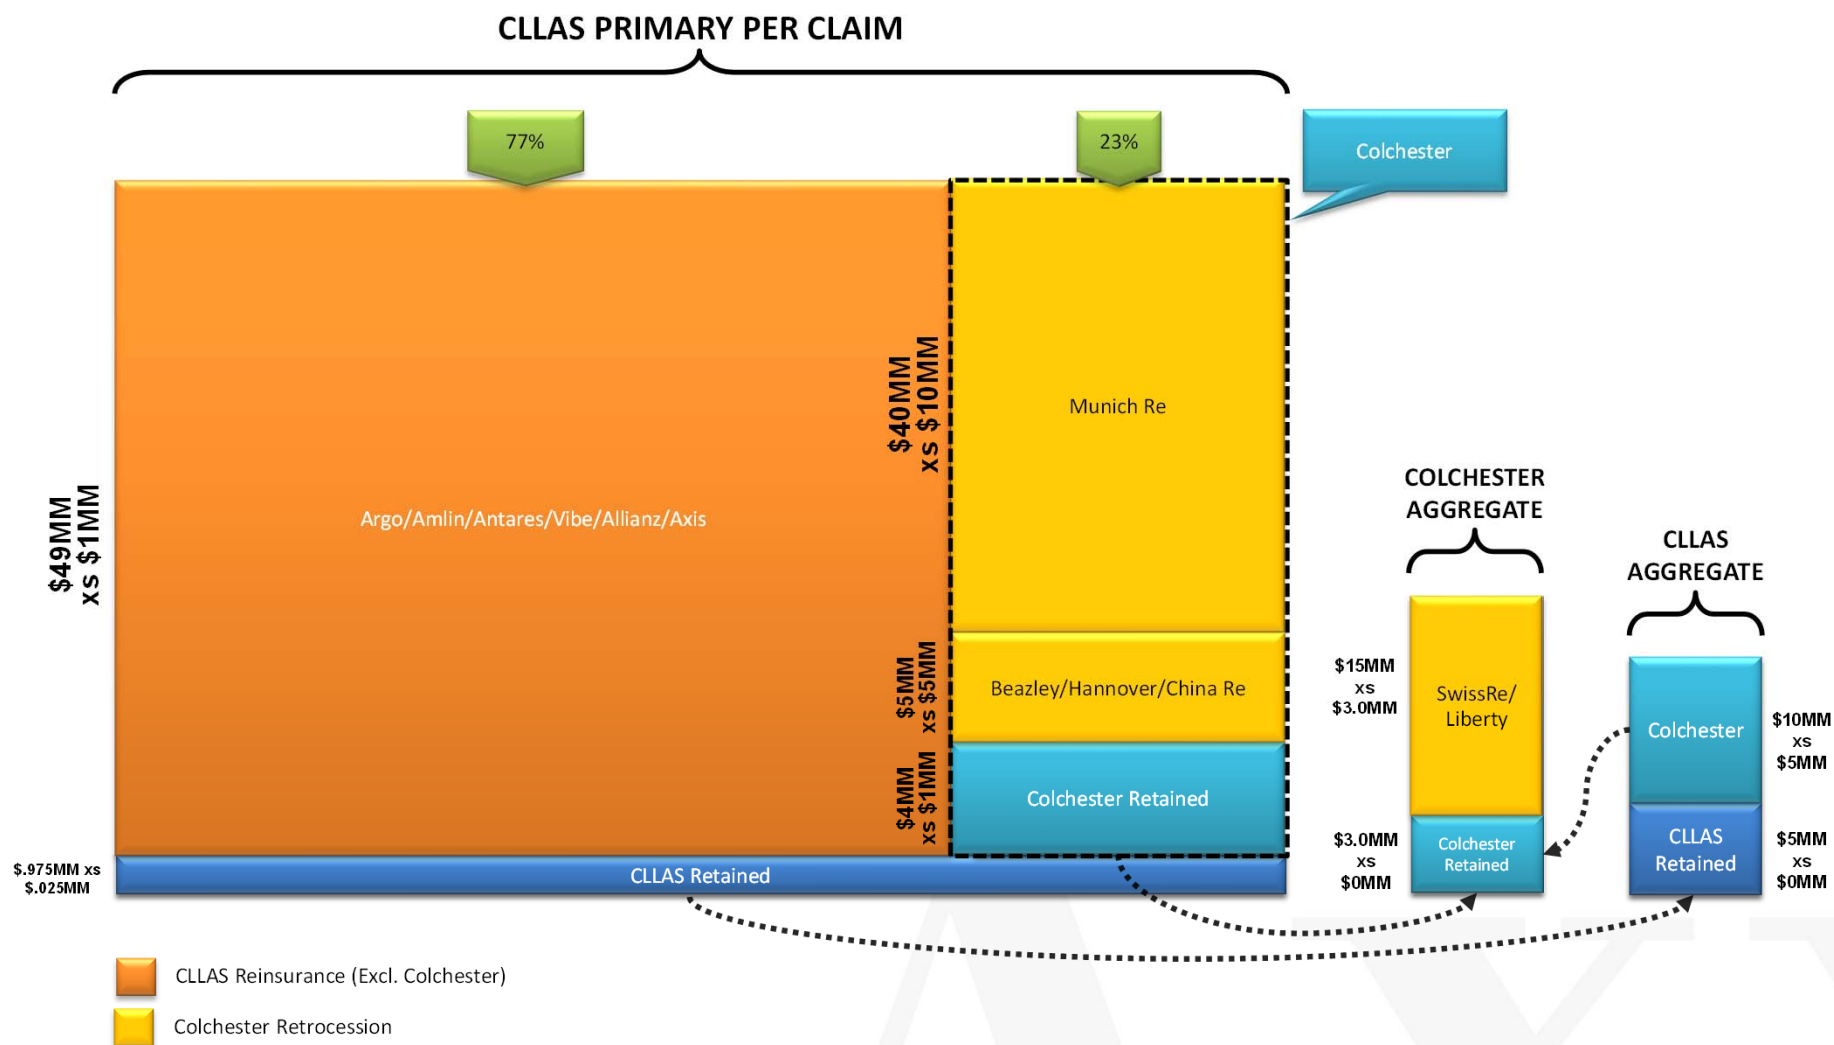 CLLAS PRIMARY PER CLAIM
77%
23%
Colchester
$49MM
xs $1MM
Argo/Amlin/Antares/Vibe/Allianz/Axis
$40MM
xs $10MM
Munich Re
$5MM
xs $5MM
Beazley/Hannover/China Re
$4MM
xs $1MM
Colchester Retained
$.975MM xs
$.025MM
CLLAS Retained
COLCHESTER
AGGREGATE
$15MM
xs
$3.0MM
SwissRe/
Liberty
$3.0MM
xs
$0MM
Colchester
Retained
CLLAS
AGGREGATE
Colchester
$10MM
xs
$5MM
CLLAS
Retained
$5MM
xs
$0MM
CLLAS Reinsurance (Excl. Colchester)
Colchester Retrocession